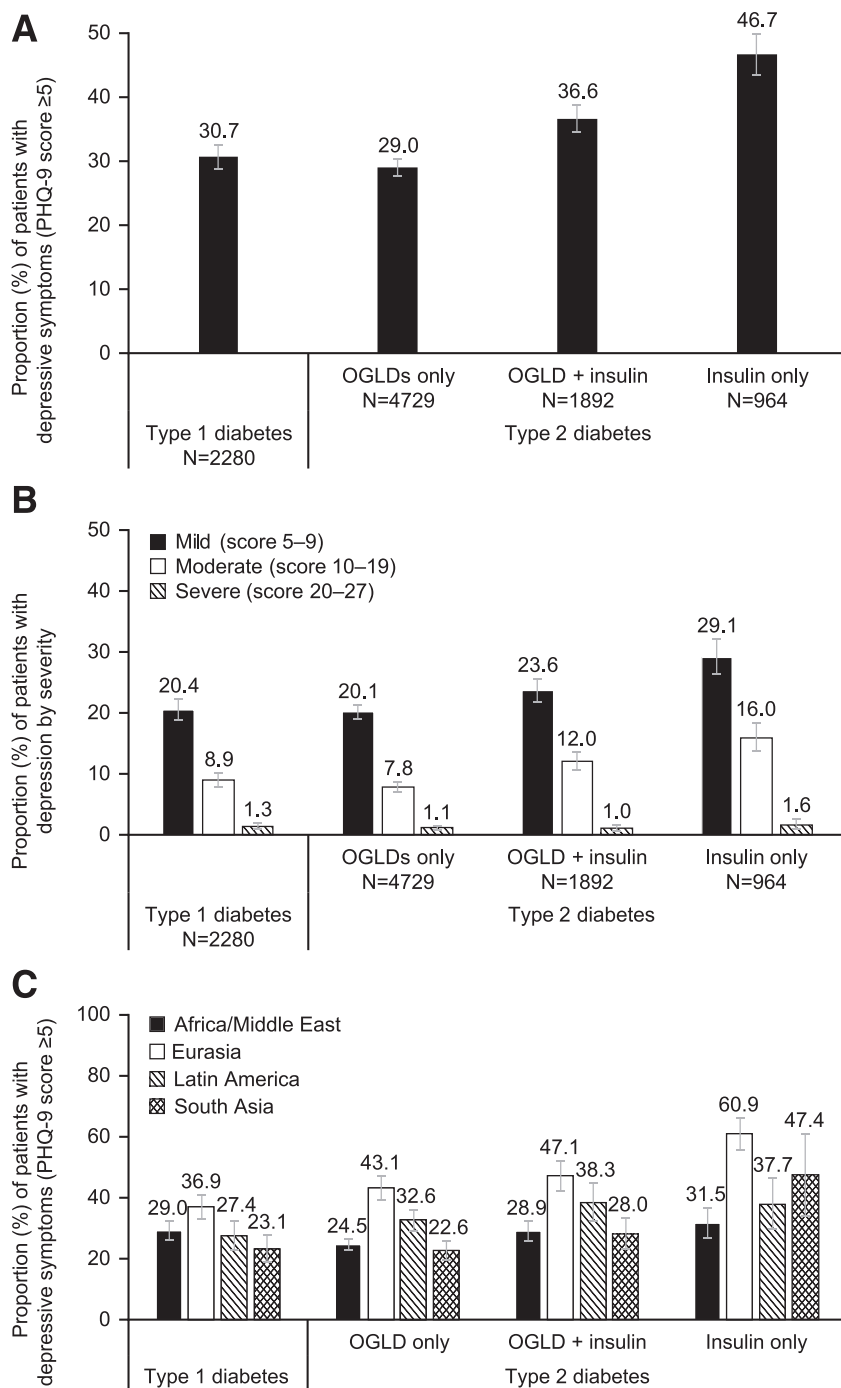 A
Proportion (%) of patients with
depressive symptoms (PHQ-9 score ≥5)
50
40
30
20
10
0
30.7
29.0
36.6
46.7
OGLDs only
N=4729
OGLD + insulin
N=1892
Insulin only
N=964
Type 1 diabetes
N=2280
Type 2 diabetes
B
Proportion (%) of patients with
depression by severity
50
40
30
20
10
0
Mild (score 5–9)
Moderate (score 10–19)
Severe (score 20–27)
20.4
8.9
1.3
20.1
7.8
1.1
23.6
12.0
1.0
29.1
16.0
1.6
OGLDs only
N=4729
OGLD + insulin
N=1892
Insulin only
N=964
Type 1 diabetes
N=2280
Type 2 diabetes
C
Proportion (%) of patients with
depressive symptoms (PHQ-9 score ≥5)
100
80
60
40
20
0
Africa/Middle East
Eurasia
Latin America
South Asia
29.0
36.9
27.4
23.1
24.5
43.1
32.6
22.6
28.9
47.1
38.3
28.0
31.5
60.9
37.7
47.4
OGLD only
OGLD + insulin
Insulin only
Type 1 diabetes
Type 2 diabetes